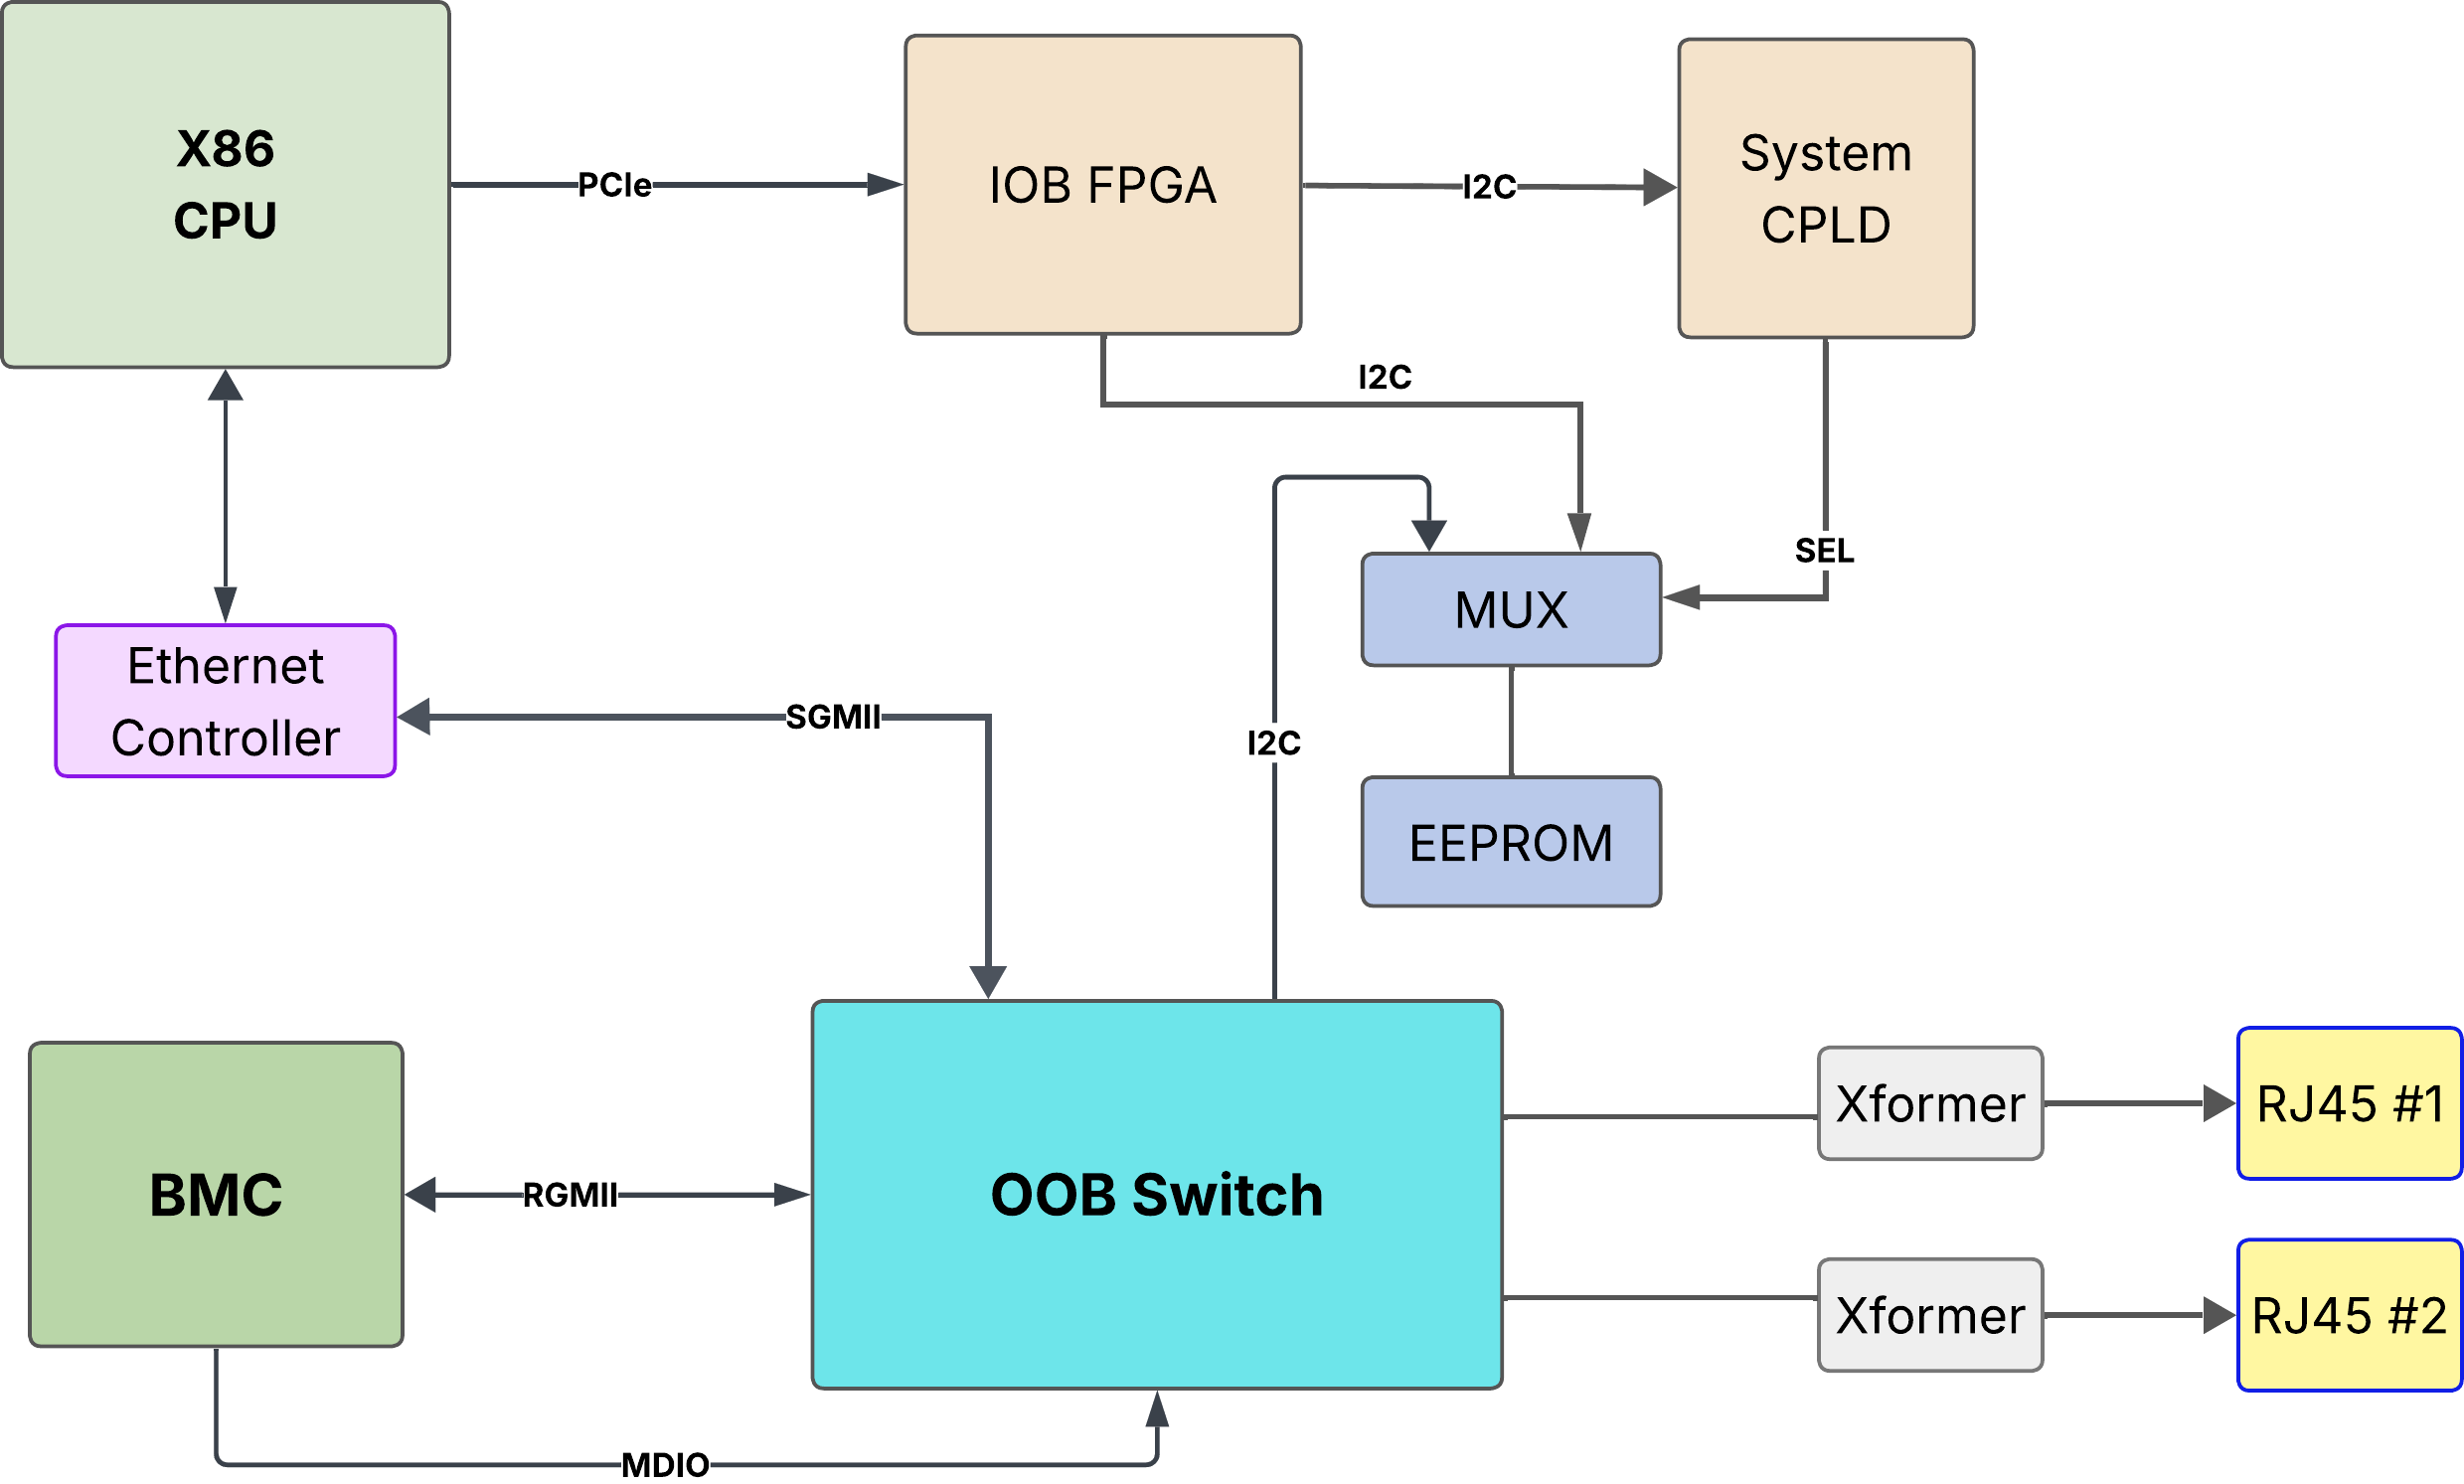 X86
CPU
PCIe
IOB FPGA
I2C
System
CPLD
I2C
SEL
MUX
Ethernet
Controller
SGMII
I2C
EEPROM
BMC
RGMII
OOB Switch
Xformer
RJ45 #1
Xformer
RJ45 #2
MDIO